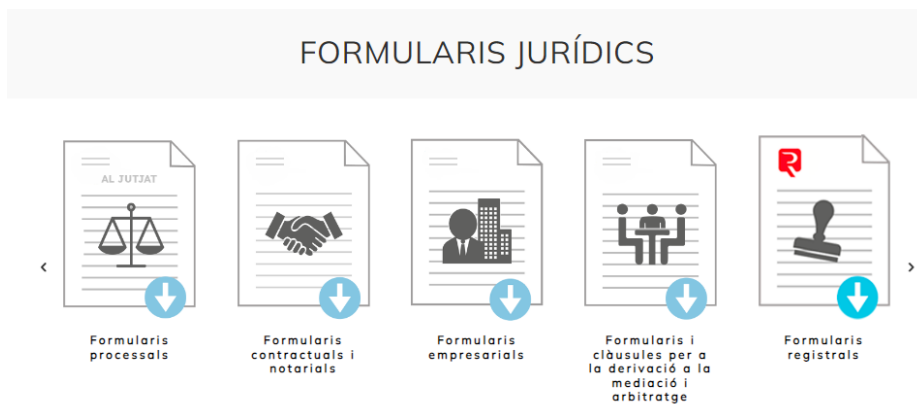 FORMULARIS JURÍDICS
AL JUTJAT
Formularis
processals
Formularis
contractuals i
notarials
Formularis
empresarials
Formularis i
clàusules per a
la derivació a la
mediació i
arbitratge
Formularis
registrals